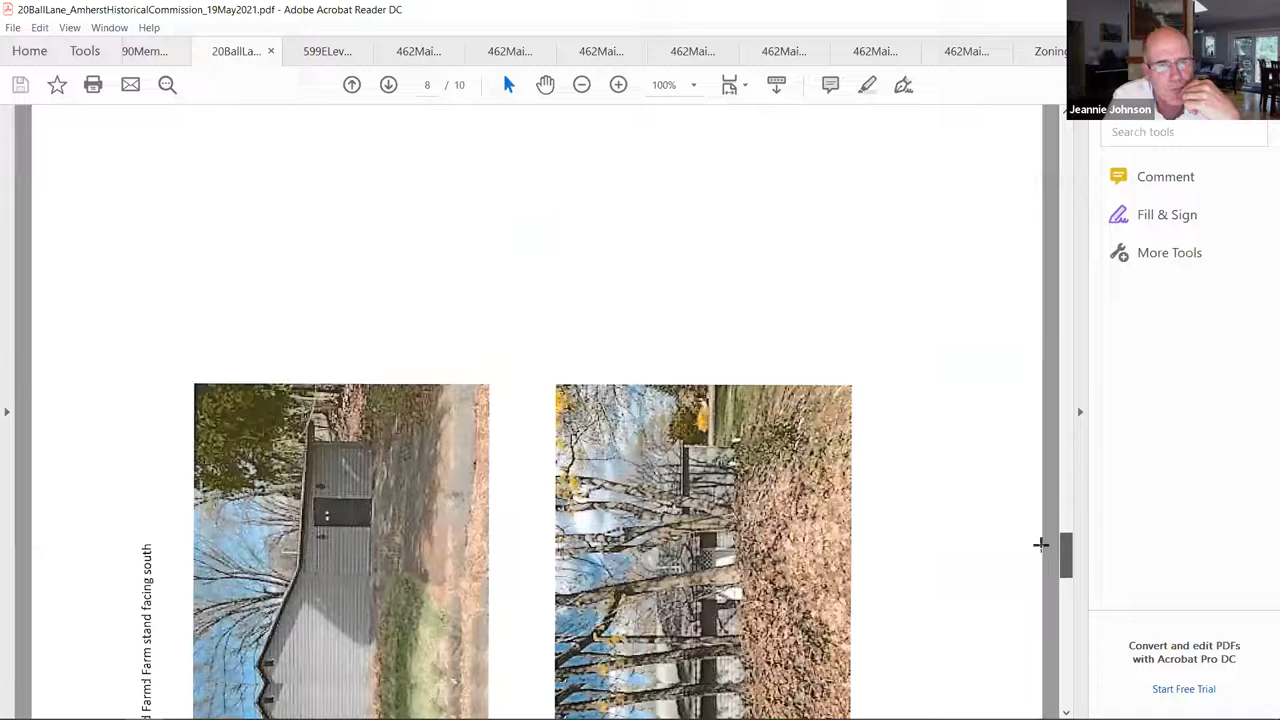 20BallLane_AmherstHistoricalCommission_19May2021.pdf - Adobe Acrobat Reader DC
File Edit View Window Help
Home Tools 90Mem... 20BallLa... × 599ELev... 462Mai... 462Mai... 462Mai... 462Mai... 462Mai... 462Mai... 462Mai... Zoning
8 / 10 100%
Jeannie Johnson
Search tools
Comment
Fill & Sign
More Tools
d Farmd Farm stand facing south
Convert and edit PDFs
with Acrobat Pro DC
Start Free Trial